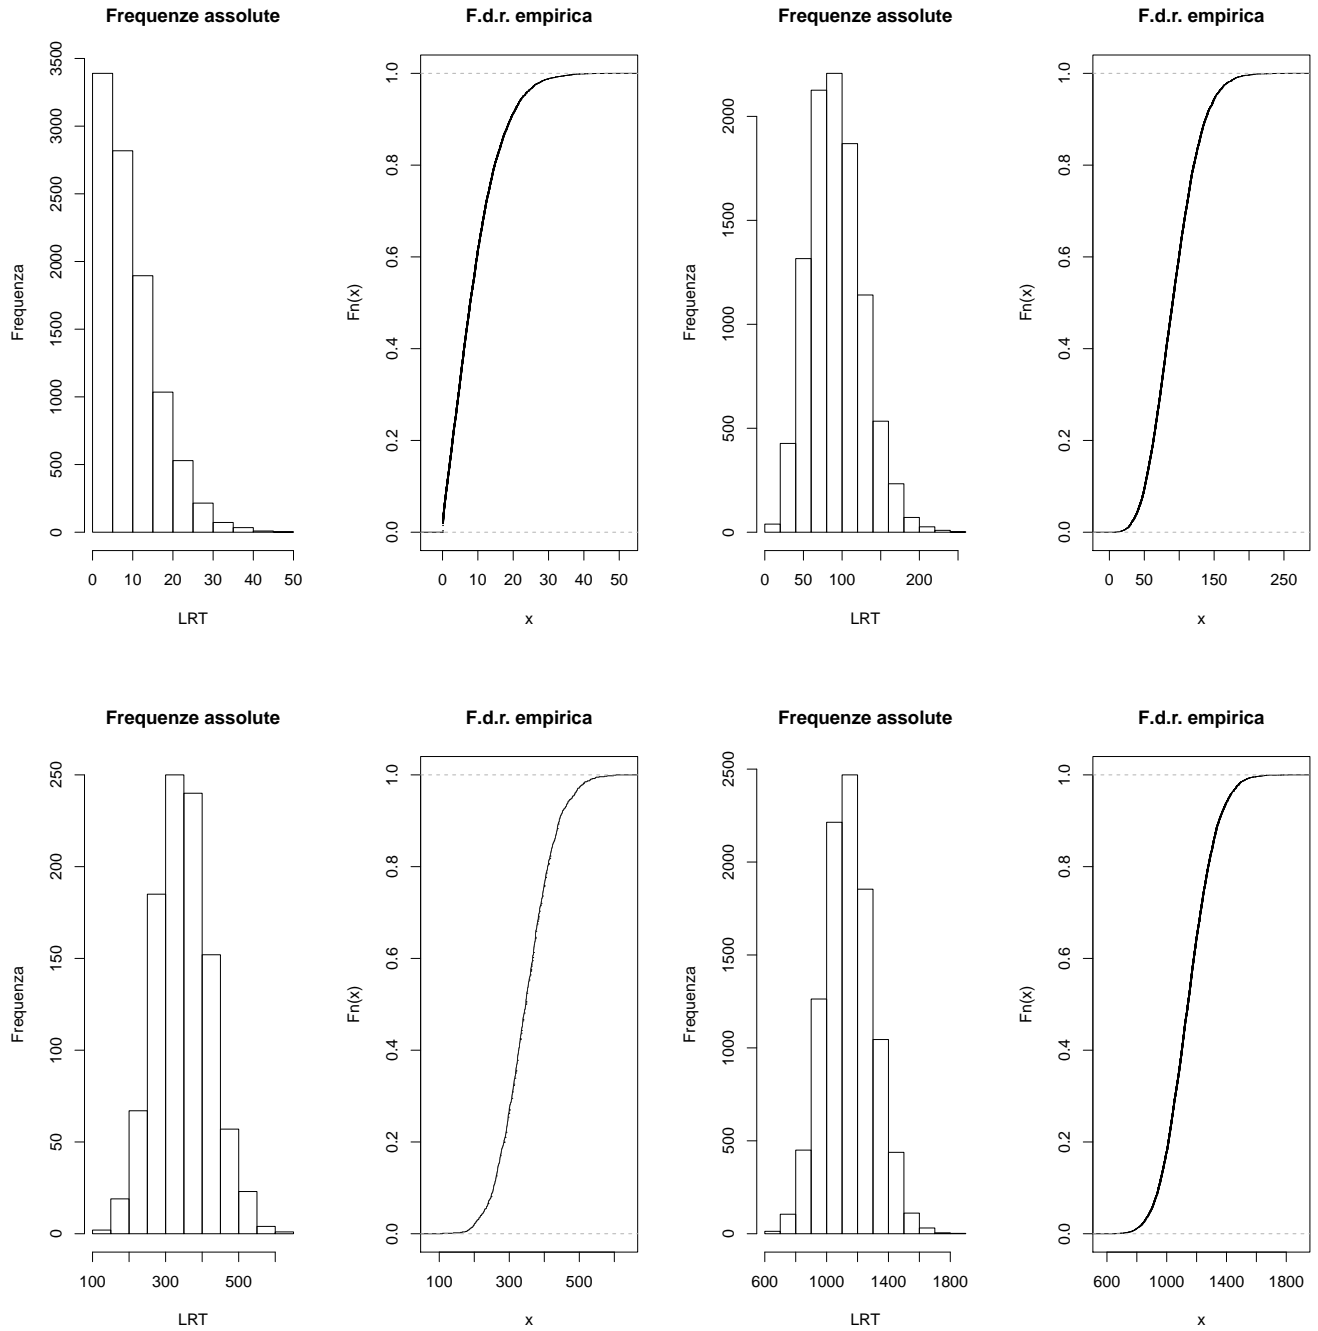 Frequenze assolute
Frequenza
0 500 1000 1500 2000 2500 3000 3500
0 10 20 30 40 50
LRT
F.d.r. empirica
Fn(x)
0.0 0.2 0.4 0.6 0.8 1.0
0 10 20 30 40 50
x
Frequenze assolute
Frequenza
0 500 1000 1500 2000
0 50 100 200
LRT
F.d.r. empirica
Fn(x)
0.0 0.2 0.4 0.6 0.8 1.0
0 50 150 250
x
Frequenze assolute
Frequenza
0 50 100 150 200 250
100 300 500
LRT
F.d.r. empirica
Fn(x)
0.0 0.2 0.4 0.6 0.8 1.0
100 300 500
x
Frequenze assolute
Frequenza
0 500 1000 1500 2000 2500
600 1000 1400 1800
LRT
F.d.r. empirica
Fn(x)
0.0 0.2 0.4 0.6 0.8 1.0
600 1000 1400 1800
x